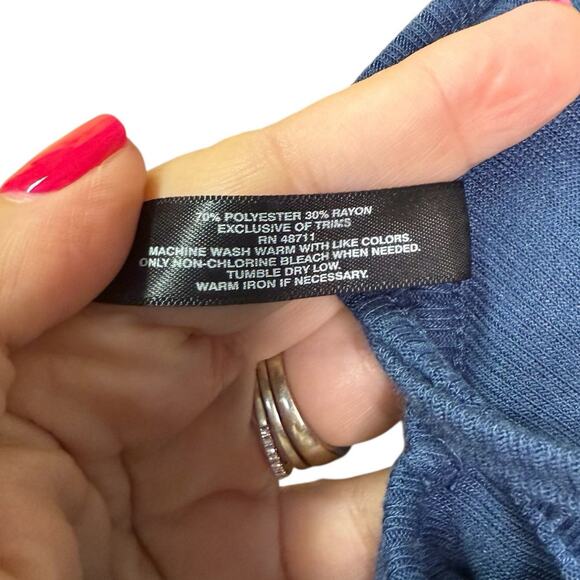 70% POLYESTER 30% RAYON
EXCLUSIVE OF TRIMS
RN 48711
MACHINE WASH WARM WITH LIKE COLORS.
ONLY NON-CHLORINE BLEACH WHEN NEEDED.
TUMBLE DRY LOW.
WARM IRON IF NECESSARY.